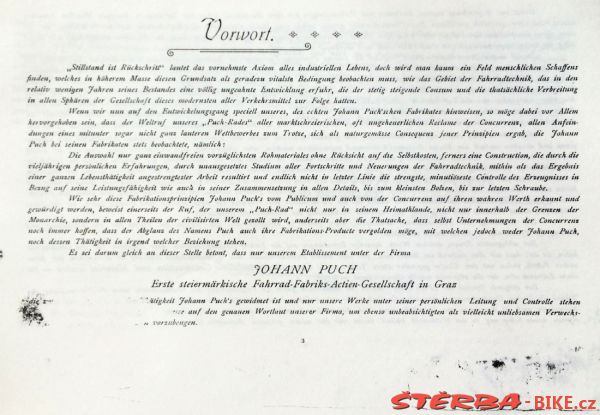 Vorwort.
„Stillstand ist Rückschritt“ lautet das vornehmste Axiom alles industriellen Lebens, doch wird man kaum ein Feld menschlichen Schaffens
finden, welches in höherem Masse diesen Grundsatz als geradezu vitalste Bedingung beobachten muss, wie das Gebiet der Fahrradtechnik, das in den
relativ wenigen Jahren seines Bestandes eine völlig ungeahnte Entwicklung erfuhr, die der stetig steigende Consum und die thatsächliche Verbreitung
in allen Sphären der Gesellschaft dieses modernsten aller Verkehrsmittel zur Folge hatten.
Wenn wir nun auf den Entwickelungsgang speciell unseres, des echten Johann Puck'schen Fabrikates hinweisen, so möge dabei vor Allem
hervorgehoben sein, dass der Weltruf unseres „Puch-Rades“ aller marktschreierischen, oft ungeheuerlichen Reclame der Concurrenz, allen Anfein-
dungen eines mitunter sogar nicht ganz lauteren Wettbewerbes zum Trotze, sich als naturgemässe Consequenz jener Principien ergab, die Johann
Puch bei seinen Fabrikaten stets beobachtete, nämlich:
Die Auswahl nur ganz einwandfreien vorzüglichsten Rohmateriales ohne Rücksicht auf die Selbstkosten, ferners eine Construction, die durch die
vieljährigen persönlichen Erfahrungen, durch unausgesetztes Studium aller Fortschritte und Neuerungen der Fahrradtechnik, mithin als das Ergebnis
einer ganzen Lebensthätigkeit angestrengtester Arbeit resultirt und endlich nicht in letzter Linie die strengste, minutiöseste Controlle des Erzeugnisses in
Bezug auf seine Leistungsfähigkeit wie auch in seiner Zusammensetzung in allen Details, bis zum kleinsten Bolzen, bis zur letzten Schraube.
Wie sehr diese Fabrikationsprincipien Johann Puch's vom Publicum und auch von der Concurrenz auf ihren wahren Werth erkannt und
gewürdigt werden, beweist einerseits der Ruf, der unserem „Puch-Rad“ nicht nur in seinem Heimatlande, nicht nur innerhalb der Grenzen der
Monarchie, sondern in allen Theilen der civilisirten Welt gezollt wird, anderseits aber die Thatsache, dass selbst Unternehmungen der Concurrenz
noch immer hoffen, dass der Abglanz des Namens Puch auch ihre Fabrikations-Products vergolden möge, mit welchen jedoch weder Johann Puch,
noch dessen Thätigkeit in irgend welcher Beziehung stehen.
Es sei darum gleich an dieser Stelle betont, dass nur unserem Etablissement unter der Firma
JOHANN PUCH
Erste steiermärkische Fahrrad-Fabriks-Actien-Gesellschaft in Graz
die Thätigkeit Johann Puch's gewidmet ist und nur unsere Werke unter seiner persönlichen Leitung und Controlle stehen
auf den genauen Wortlaut unserer Firma, um ebenso unbeabsichtigten als vielleicht unliebsamen Verwechs-
vorzubeugen.
3
ŠTĚRBA-BIKE.cz